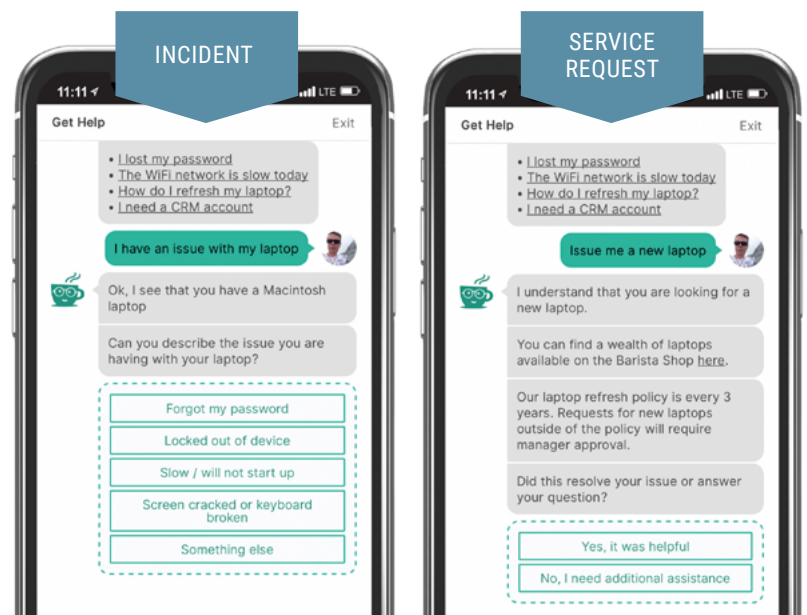 INCIDENT
11:11
LTE
Get Help
Exit
• I lost my password
• The WiFi network is slow today
• How do I refresh my laptop?
• I need a CRM account
I have an issue with my laptop
Ok, I see that you have a Macintosh
laptop
Can you describe the issue you are
having with your laptop?
Forgot my password
Locked out of device
Slow / will not start up
Screen cracked or keyboard
broken
Something else
SERVICE
REQUEST
11:11
LTE
Get Help
Exit
• I lost my password
• The WiFi network is slow today
• How do I refresh my laptop?
• I need a CRM account
Issue me a new laptop
I understand that you are looking for a
new laptop.
You can find a wealth of laptops
available on the Barista Shop here.
Our laptop refresh policy is every 3
years. Requests for new laptops
outside of the policy will require
manager approval.
Did this resolve your issue or answer
your question?
Yes, it was helpful
No, I need additional assistance